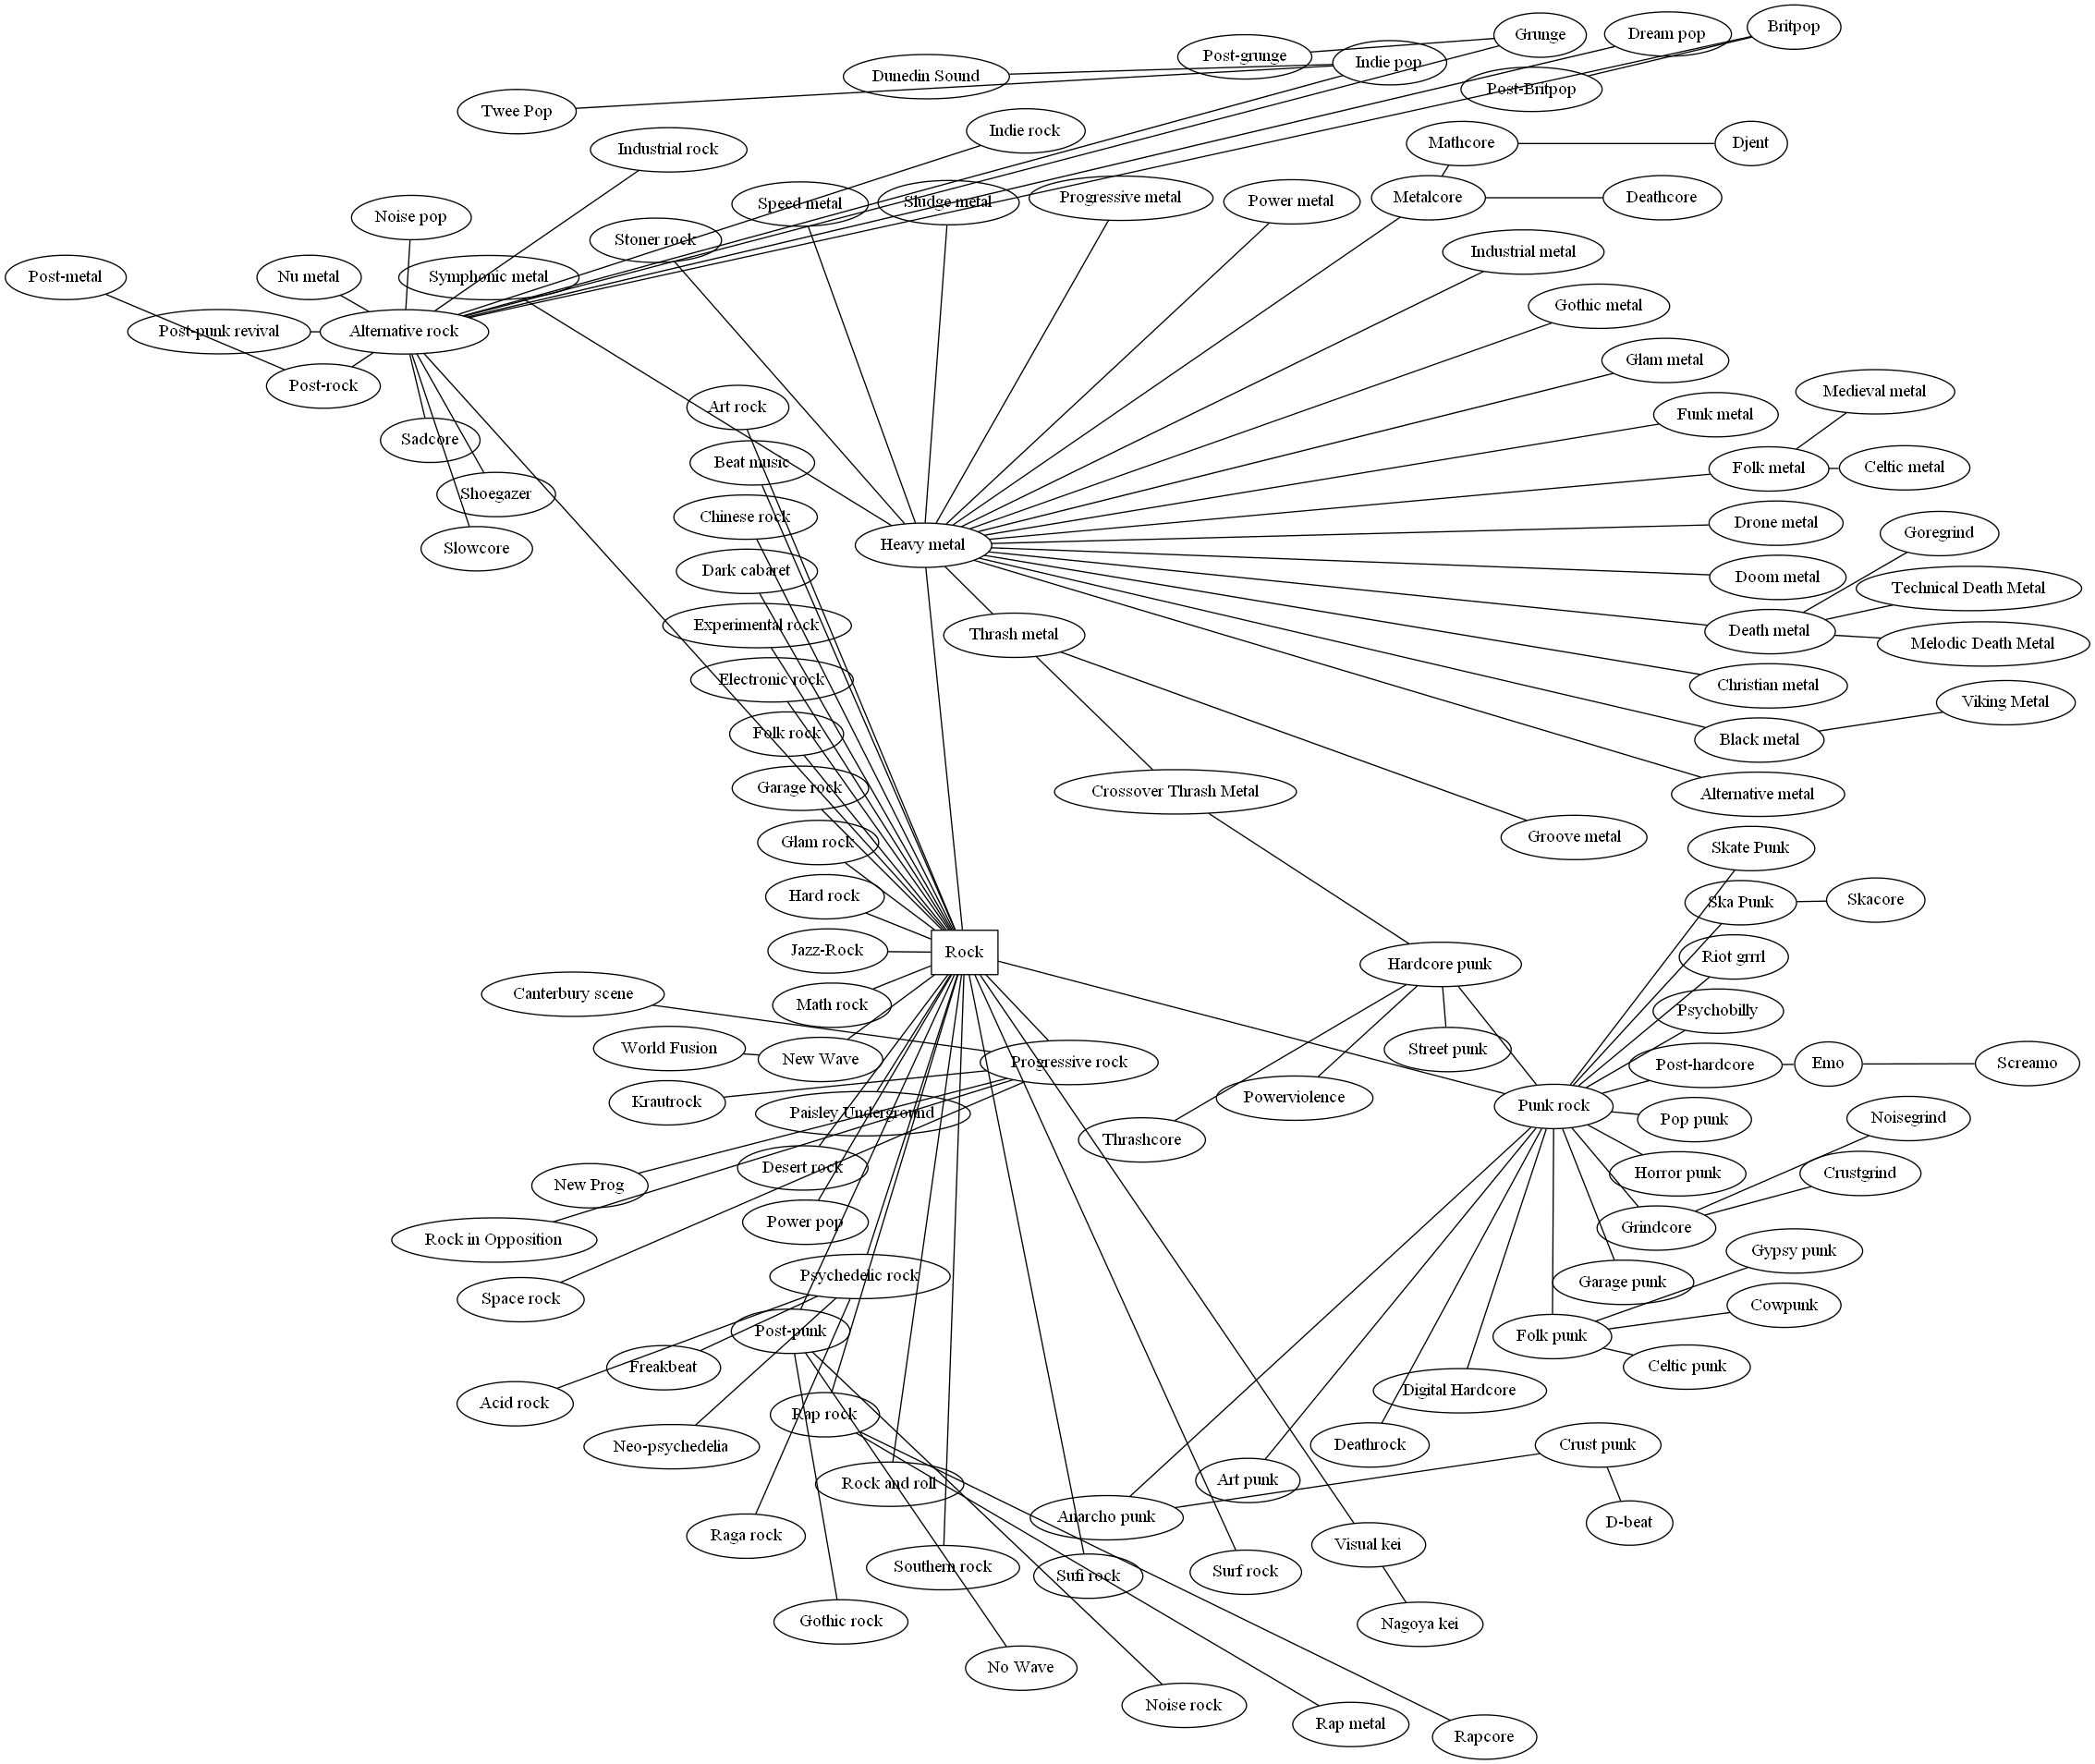 Britpop
Dream pop
Grunge
Post-grunge
Indie pop
Dunedin Sound
Post-Britpop
Twee Pop
Indie rock
Mathcore
Djent
Industrial rock
Speed metal
Sludge metal
Progressive metal
Power metal
Metalcore
Deathcore
Noise pop
Stoner rock
Industrial metal
Post-metal
Nu metal
Symphonic metal
Gothic metal
Post-punk revival
Alternative rock
Glam metal
Post-rock
Medieval metal
Art rock
Funk metal
Sadcore
Beat music
Folk metal
Celtic metal
Shoegazer
Chinese rock
Drone metal
Goregrind
Slowcore
Heavy metal
Dark cabaret
Doom metal
Technical Death Metal
Experimental rock
Thrash metal
Death metal
Melodic Death Metal
Electronic rock
Christian metal
Viking Metal
Folk rock
Black metal
Garage rock
Crossover Thrash Metal
Alternative metal
Glam rock
Groove metal
Skate Punk
Hard rock
Ska Punk
Skacore
Jazz-Rock
Rock
Hardcore punk
Riot grrrl
Canterbury scene
Math rock
Psychobilly
World Fusion
New Wave
Progressive rock
Street punk
Post-hardcore
Emo
Screamo
Krautrock
Paisley Underground
Powerviolence
Punk rock
Pop punk
Noisegrind
Thrashcore
Desert rock
Horror punk
Crustgrind
New Prog
Power pop
Grindcore
Rock in Opposition
Gypsy punk
Psychedelic rock
Garage punk
Space rock
Cowpunk
Post-punk
Folk punk
Freakbeat
Celtic punk
Acid rock
Digital Hardcore
Rap rock
Neo-psychedelia
Deathrock
Crust punk
Rock and roll
Art punk
Raga rock
Anarcho punk
D-beat
Southern rock
Sufi rock
Surf rock
Visual kei
Gothic rock
Nagoya kei
No Wave
Noise rock
Rap metal
Rapcore